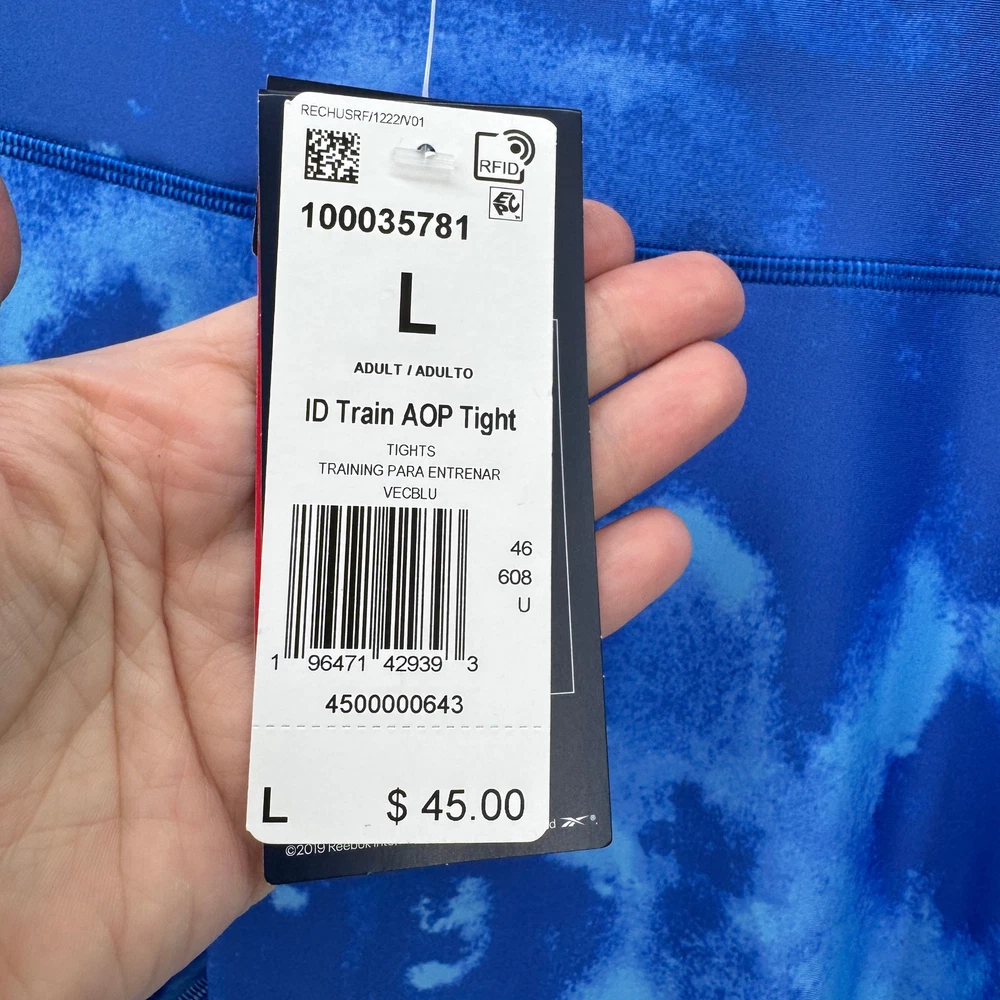 RECHUSRF/1222/V01
RFID
EPC
100035781
L
ADULT / ADULTO
ID Train AOP Tight
TIGHTS
TRAINING PARA ENTRENAR
VECBLU
46
608
U
1 96471 42939 3
4500000643
L $ 45.00
©2019 Reebok